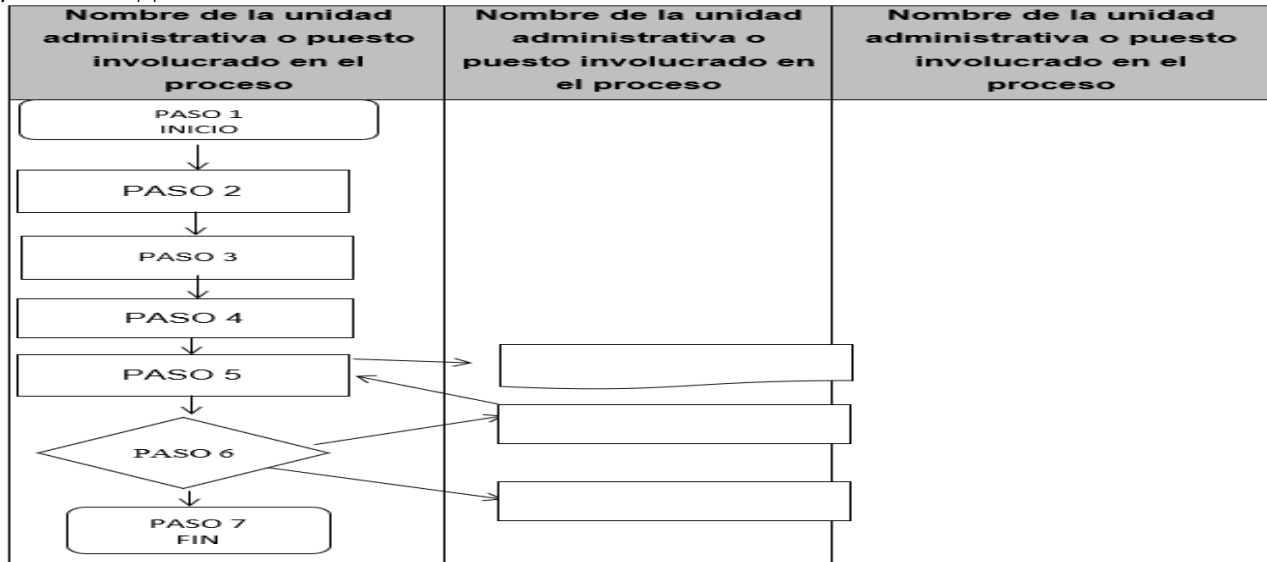 Nombre de la unidad
administrativa o puesto
involucrado en el
proceso
Nombre de la unidad
administrativa o
puesto involucrado en
el proceso
Nombre de la unidad
administrativa o puesto
involucrado en el
proceso
PASO 1
INICIO
PASO 2
PASO 3
PASO 4
PASO 5
PASO 6
PASO 7
FIN